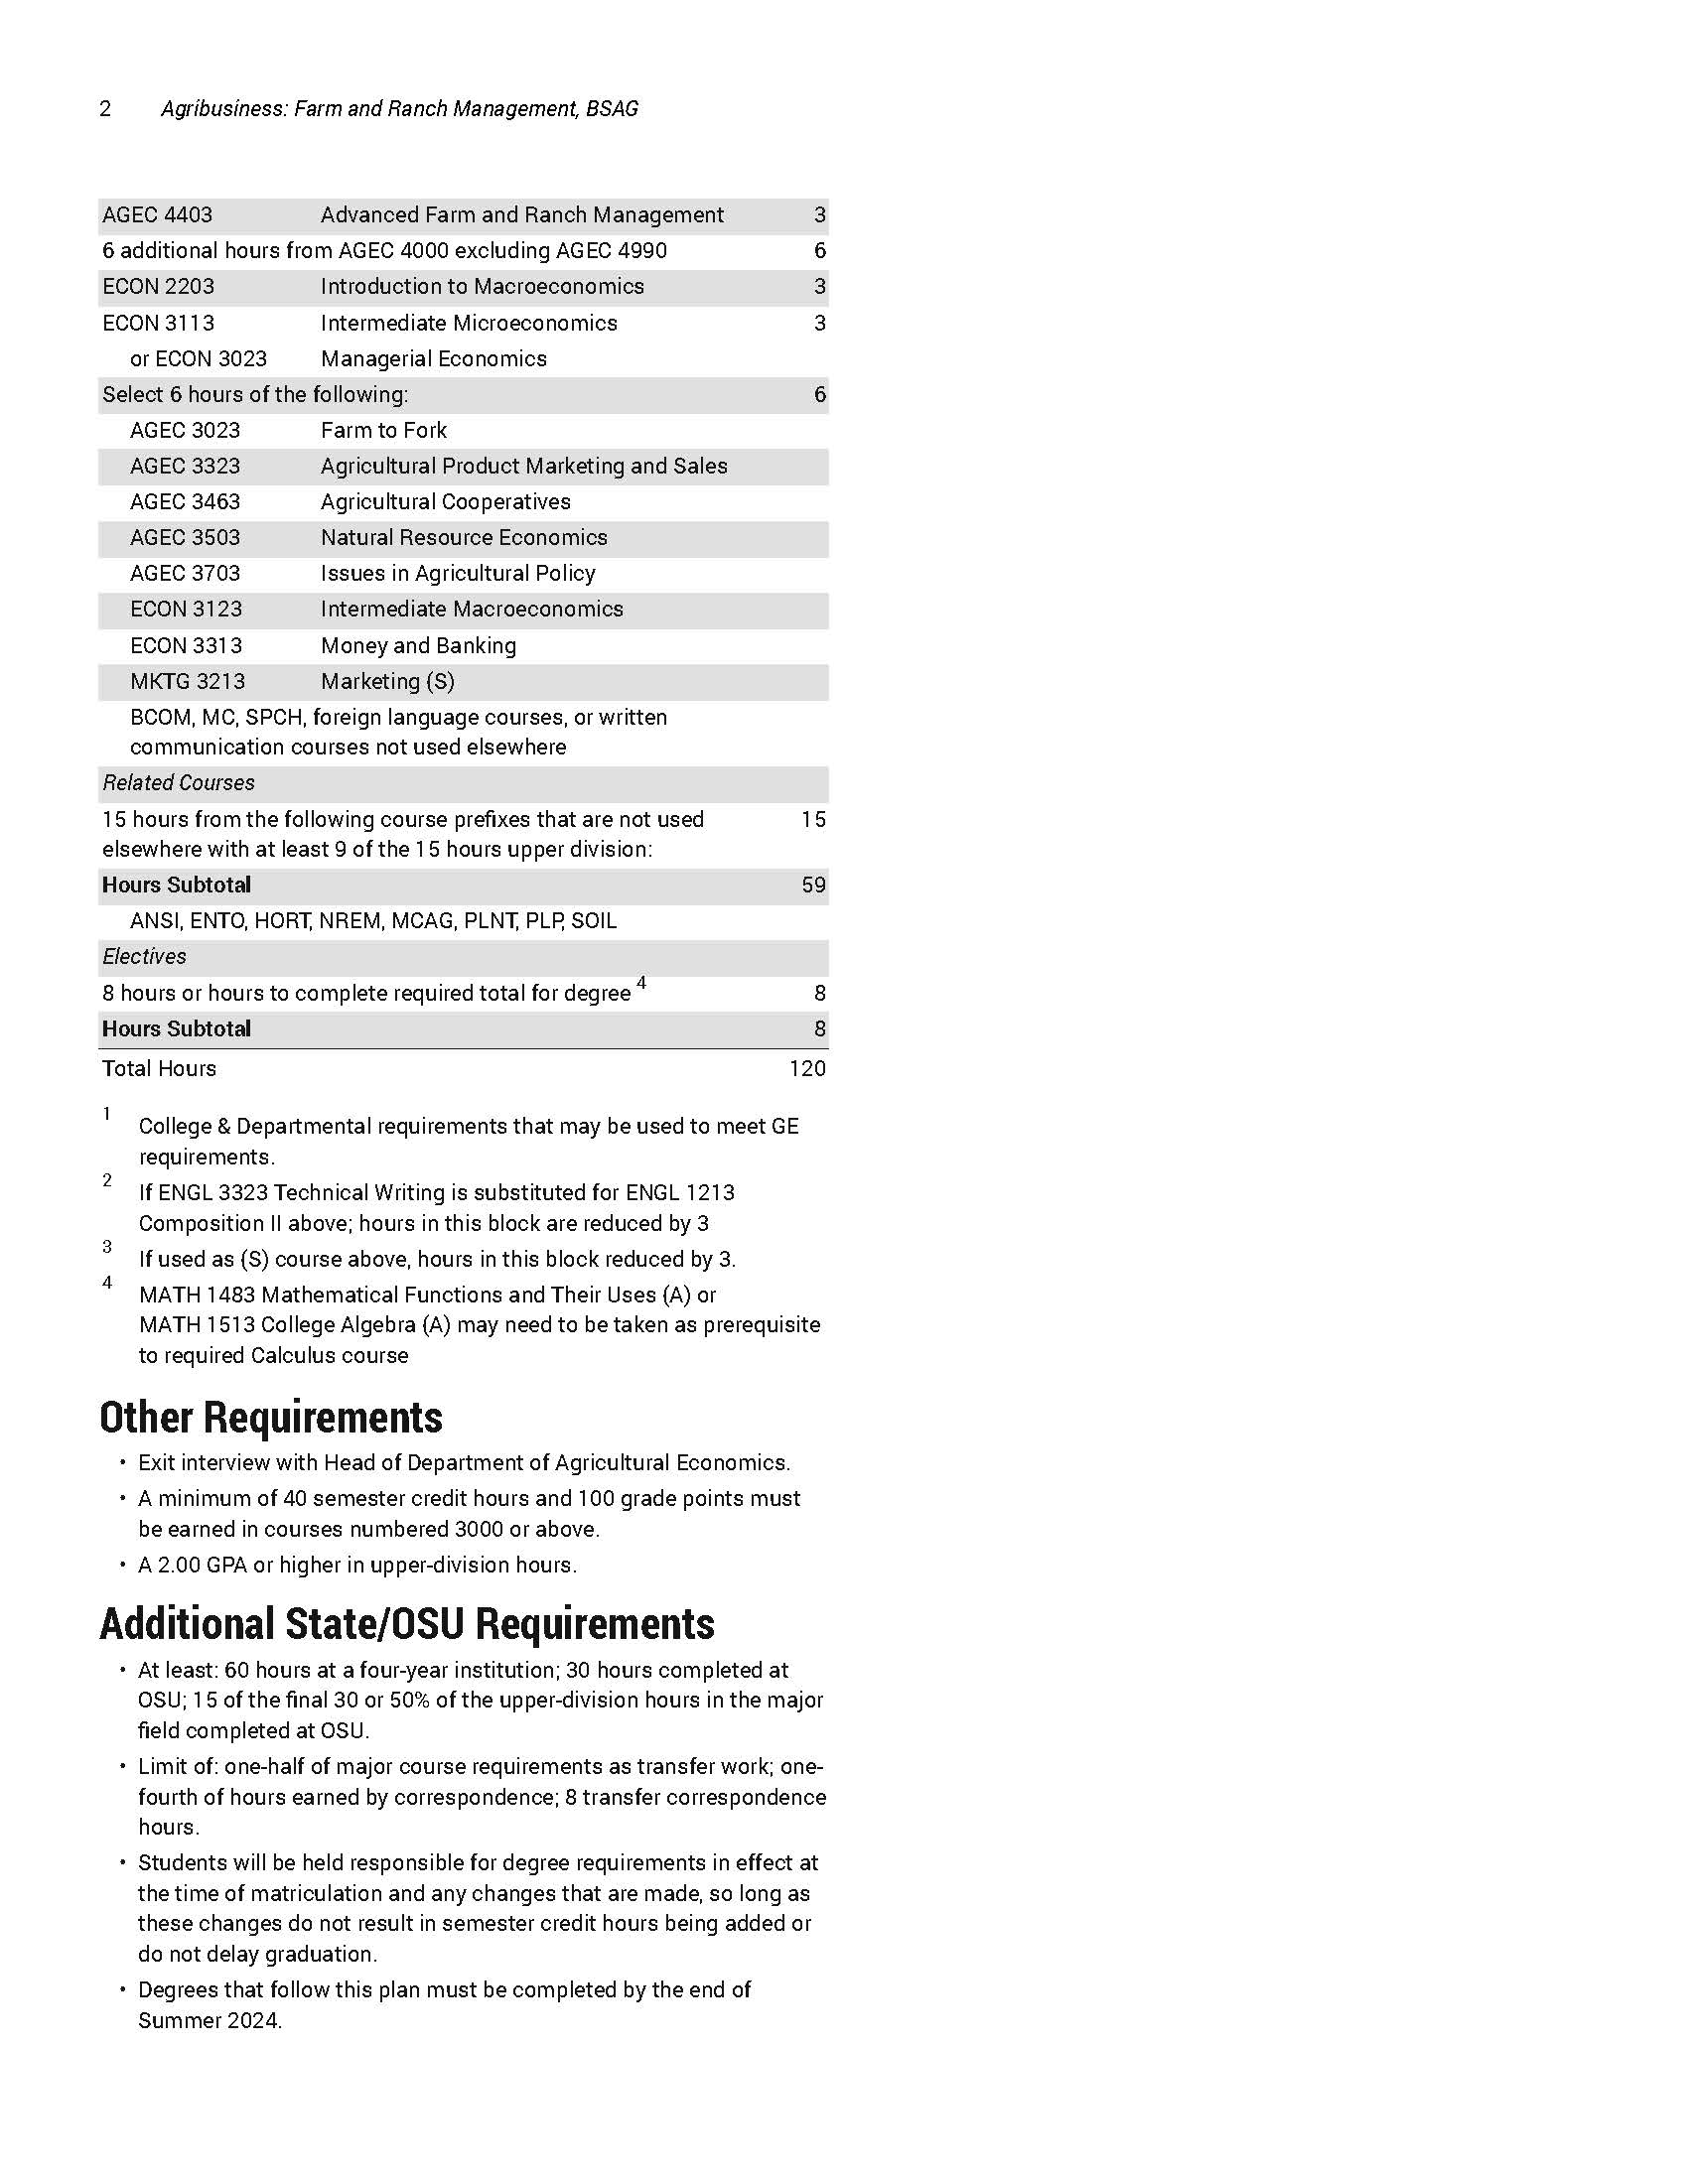 2 Agribusiness: Farm and Ranch Management, BSAG
AGEC 4403 Advanced Farm and Ranch Management 3
6 additional hours from AGEC 4000 excluding AGEC 4990 6
ECON 2203 Introduction to Macroeconomics 3
ECON 3113 Intermediate Microeconomics 3
or ECON 3023 Managerial Economics
Select 6 hours of the following: 6
AGEC 3023 Farm to Fork
AGEC 3323 Agricultural Product Marketing and Sales
AGEC 3463 Agricultural Cooperatives
AGEC 3503 Natural Resource Economics
AGEC 3703 Issues in Agricultural Policy
ECON 3123 Intermediate Macroeconomics
ECON 3313 Money and Banking
MKTG 3213 Marketing (S)
BCOM, MC, SPCH, foreign language courses, or written
communication courses not used elsewhere
Related Courses
15 hours from the following course prefixes that are not used 15
elsewhere with at least 9 of the 15 hours upper division:
Hours Subtotal 59
ANSI, ENTO, HORT, NREM, MCAG, PLNT, PLP, SOIL
Electives
8 hours or hours to complete required total for degree 4 8
Hours Subtotal 8
Total Hours 120
1 College & Departmental requirements that may be used to meet GE
requirements.
2 If ENGL 3323 Technical Writing is substituted for ENGL 1213
Composition II above; hours in this block are reduced by 3
3 If used as (S) course above, hours in this block reduced by 3.
4 MATH 1483 Mathematical Functions and Their Uses (A) or
MATH 1513 College Algebra (A) may need to be taken as prerequisite
to required Calculus course
Other Requirements
• Exit interview with Head of Department of Agricultural Economics.
• A minimum of 40 semester credit hours and 100 grade points must
be earned in courses numbered 3000 or above.
• A 2.00 GPA or higher in upper-division hours.
Additional State/OSU Requirements
• At least: 60 hours at a four-year institution; 30 hours completed at
OSU; 15 of the final 30 or 50% of the upper-division hours in the major
field completed at OSU.
• Limit of: one-half of major course requirements as transfer work; one-
fourth of hours earned by correspondence; 8 transfer correspondence
hours.
• Students will be held responsible for degree requirements in effect at
the time of matriculation and any changes that are made, so long as
these changes do not result in semester credit hours being added or
do not delay graduation.
• Degrees that follow this plan must be completed by the end of
Summer 2024.